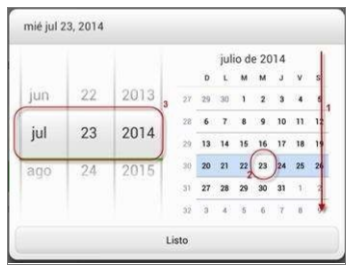 mié jul 23, 2014
jun 22 2013
jul 23 2014
ago 24 2015
3
julio de 2014
D L M M J V S
27 29 30 1 2 3 4 5
28 6 7 8 9 10 11 12
29 13 14 15 16 17 18 19
30 20 21 22 23 24 25 26
31 27 28 29 30 31 1 2
32 3 4 5 6 7 8 9
1
2
Listo